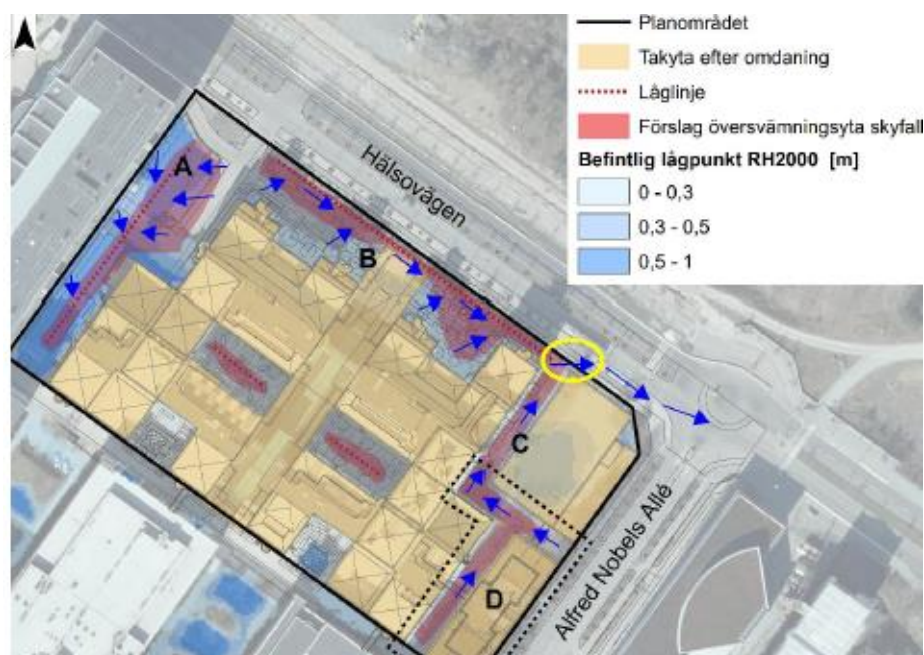 Planområdet
Takyta efter omdaning
Låglinje
Förslag översvämningsyta skyfall
Befintlig lågpunkt RH2000 [m]
0 - 0,3
0,3 - 0,5
0,5 - 1
Hälsovägen
A
B
C
D
Alfred Nobels Allé